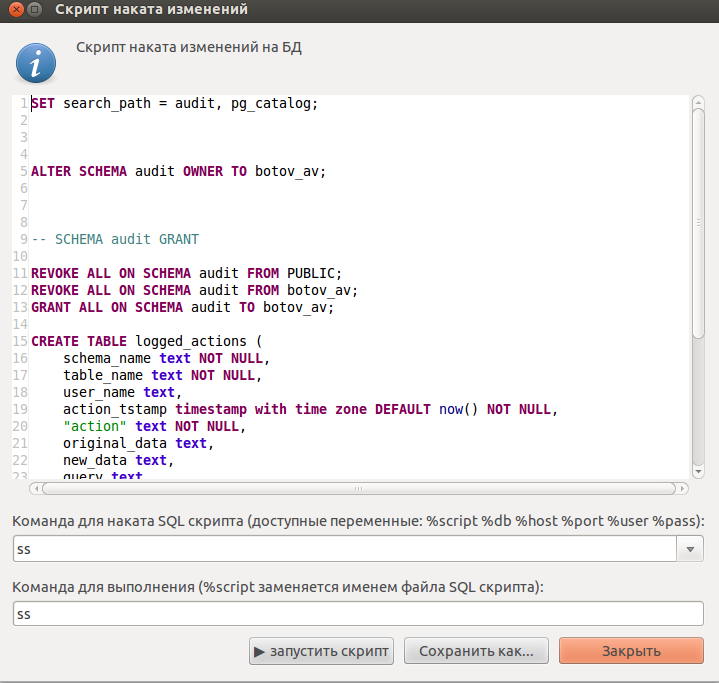 Скрипт наката изменений
Скрипт наката изменений на БД
1 SET search_path = audit, pg_catalog;
2
3
4
5 ALTER SCHEMA audit OWNER TO botov_av;
6
7
8
9 -- SCHEMA audit GRANT
10
11 REVOKE ALL ON SCHEMA audit FROM PUBLIC;
12 REVOKE ALL ON SCHEMA audit FROM botov_av;
13 GRANT ALL ON SCHEMA audit TO botov_av;
14
15 CREATE TABLE logged_actions (
16     schema_name text NOT NULL,
17     table_name text NOT NULL,
18     user_name text,
19     action_tstamp timestamp with time zone DEFAULT now() NOT NULL,
20     "action" text NOT NULL,
21     original_data text,
22     new_data text,
23     query text
Команда для наката SQL скрипта (доступные переменные: %script %db %host %port %user %pass):
ss
Команда для выполнения (%script заменяется именем файла SQL скрипта):
ss
▶ запустить скрипт
Сохранить как...
Закрыть